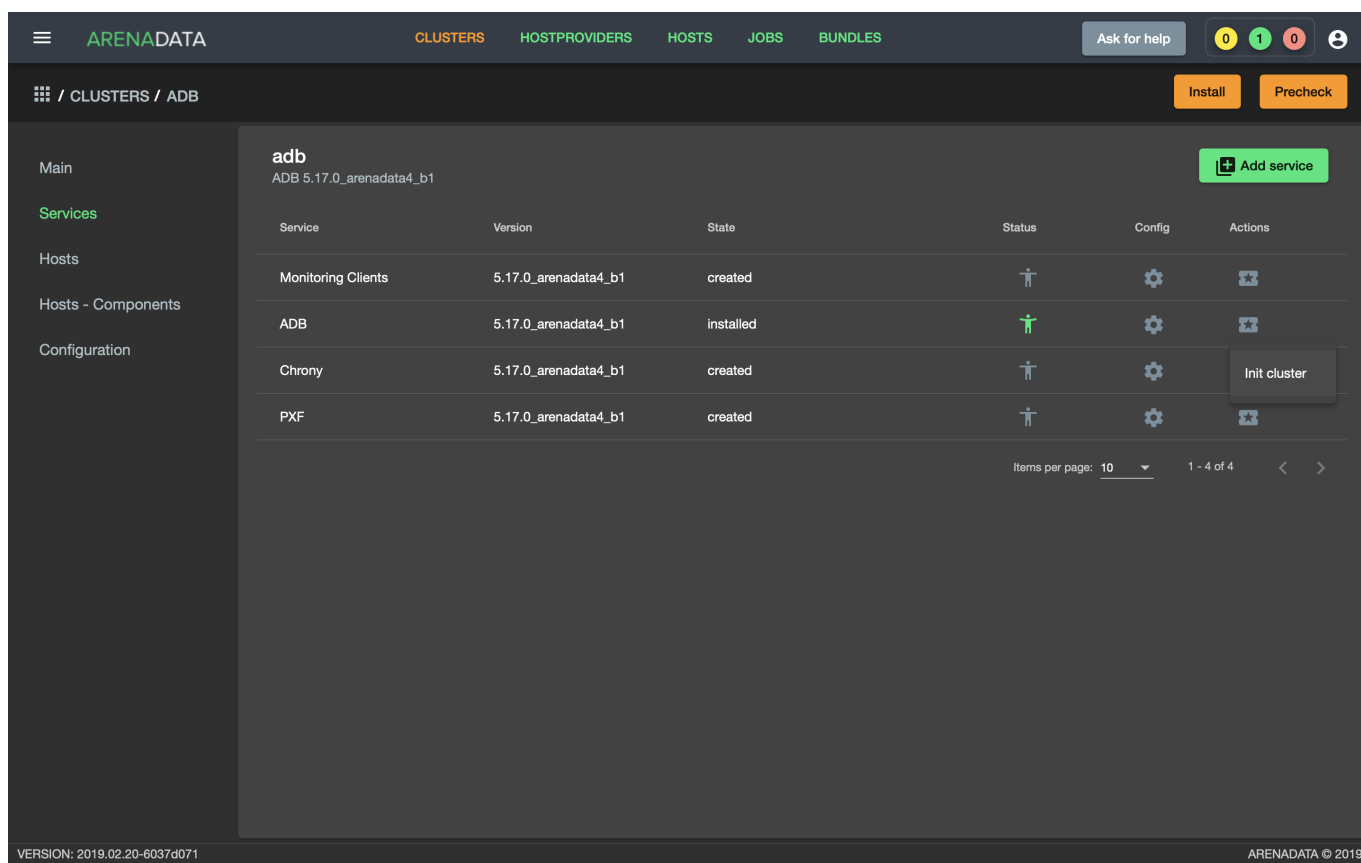 ARENADATA CLUSTERS HOSTPROVIDERS HOSTS JOBS BUNDLES Ask for help 0 1 0
/ CLUSTERS / ADB Install Precheck
Main
Services
Hosts
Hosts - Components
Configuration
adb
ADB 5.17.0_arenadata4_b1
Add service
Service Version State Status Config Actions
Monitoring Clients 5.17.0_arenadata4_b1 created
ADB 5.17.0_arenadata4_b1 installed
Chrony 5.17.0_arenadata4_b1 created
Init cluster
PXF 5.17.0_arenadata4_b1 created
Items per page: 10 1 - 4 of 4
VERSION: 2019.02.20-6037d071 ARENADATA © 2019